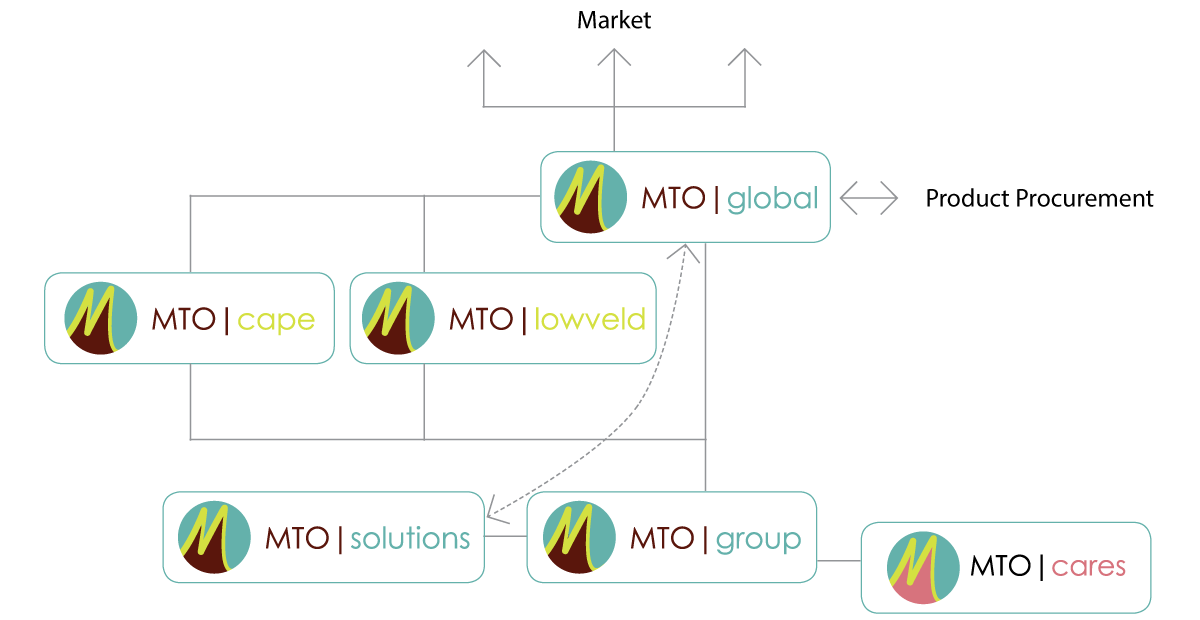 Market
MTO | global
Product Procurement
MTO | cape
MTO | lowveld
MTO | solutions
MTO | group
MTO | cares